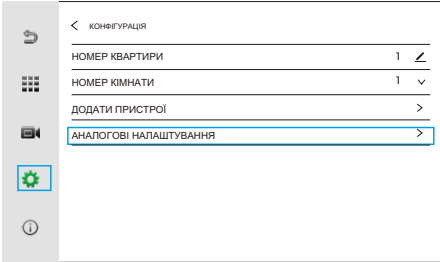 КОНФІГУРАЦІЯ
НОМЕР КВАРТИРИ 1
НОМЕР КІМНАТИ 1
ДОДАТИ ПРИСТРОЇ
АНАЛОГОВІ НАЛАШТУВАННЯ